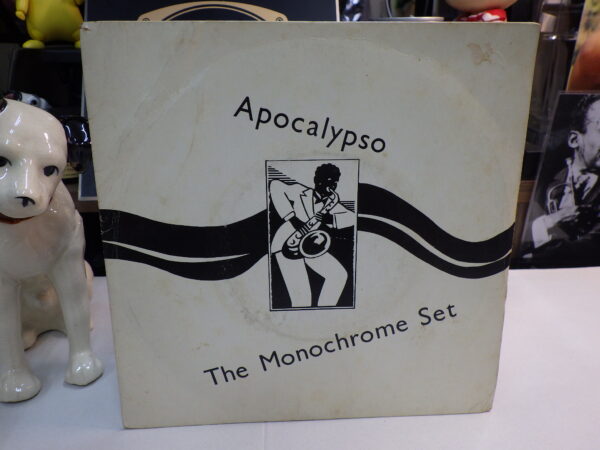 Apocalypso
The Monochrome Set